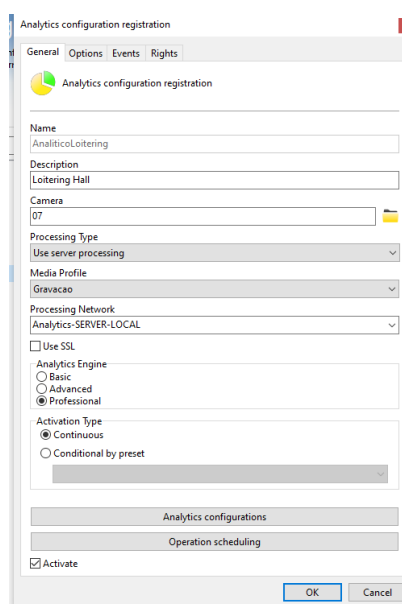 Analytics configuration registration
General Options Events Rights
Analytics configuration registration
Name
AnaliticoLoitering
Description
Loitering Hall
Camera
07
Processing Type
Use server processing
Media Profile
Gravacao
Processing Network
Analytics-SERVER-LOCAL
Use SSL
Analytics Engine
Basic
Advanced
Professional
Activation Type
Continuous
Conditional by preset
Analytics configurations
Operation scheduling
Activate
OK Cancel